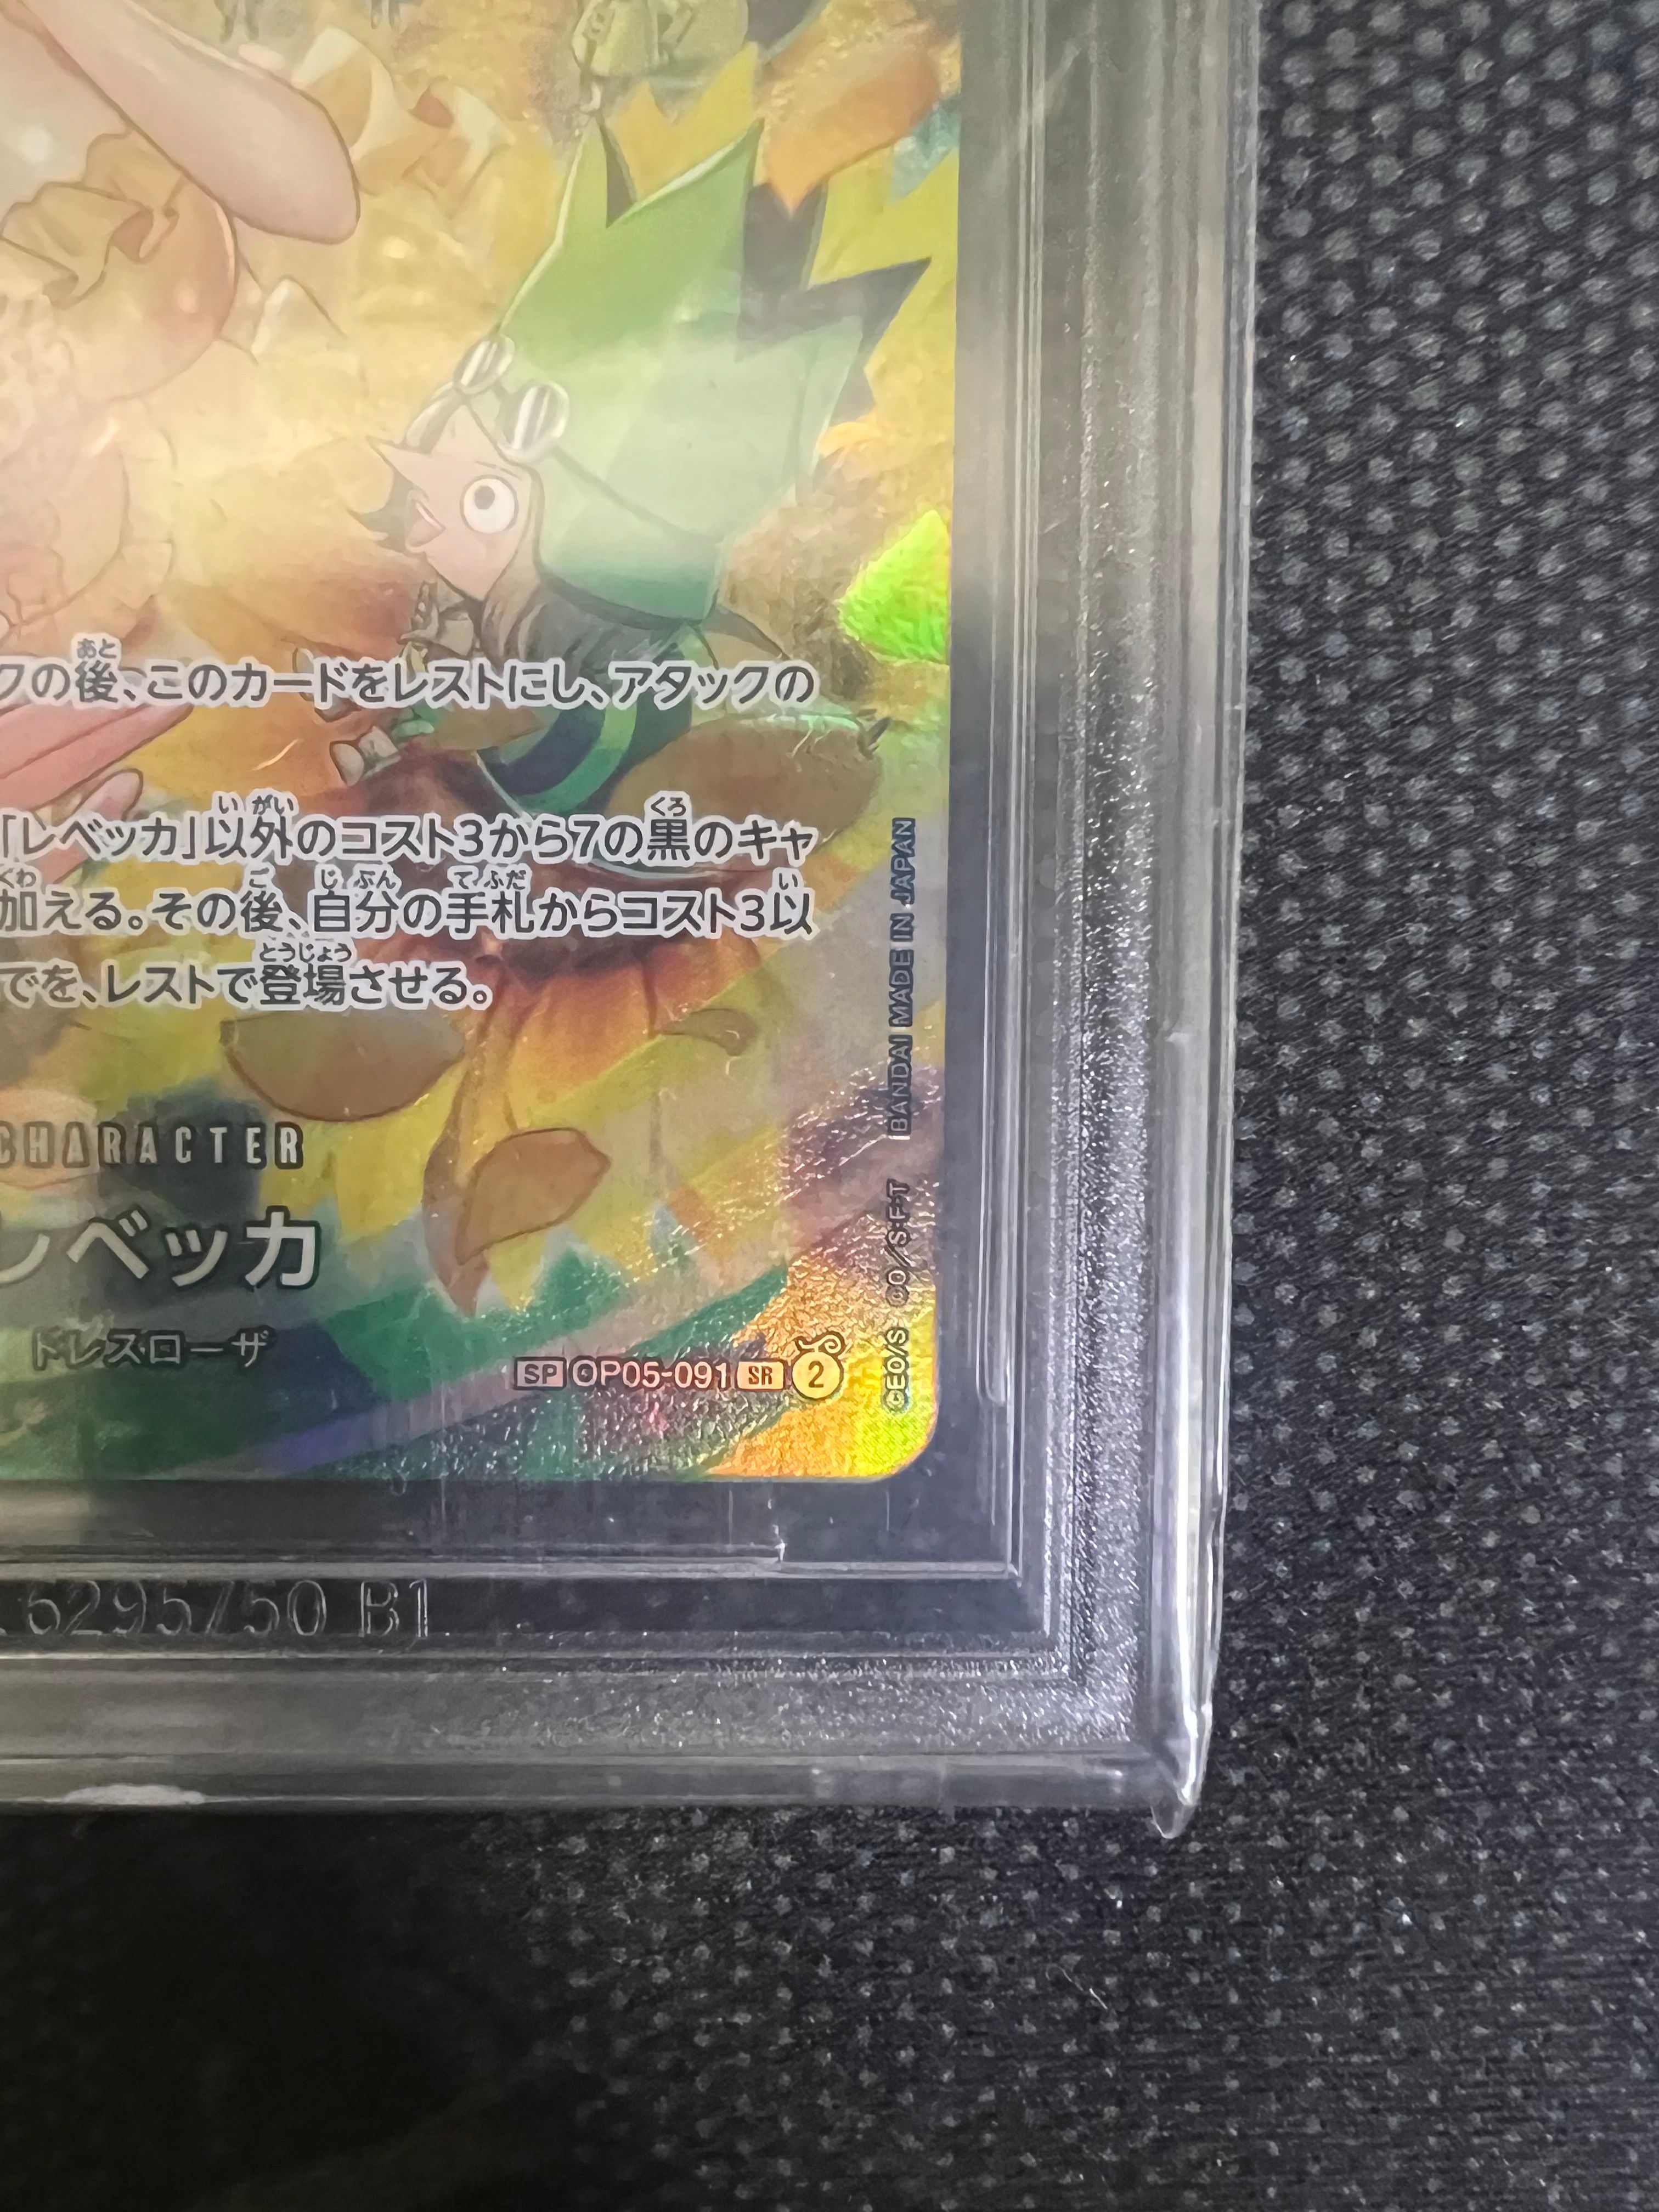 クの後、このカードをレストにし、アタックの
「レベッカ」以外のコスト3から7の黒のキャ
加える。その後、自分の手札からコスト3以
でを、レストで登場させる。
CHARACTER
レベッカ
ドレスローザ
SP OP05-091 SR 2
©EO/S ©O/S・F・T BANDAI MADE IN JAPAN
6295750 B1